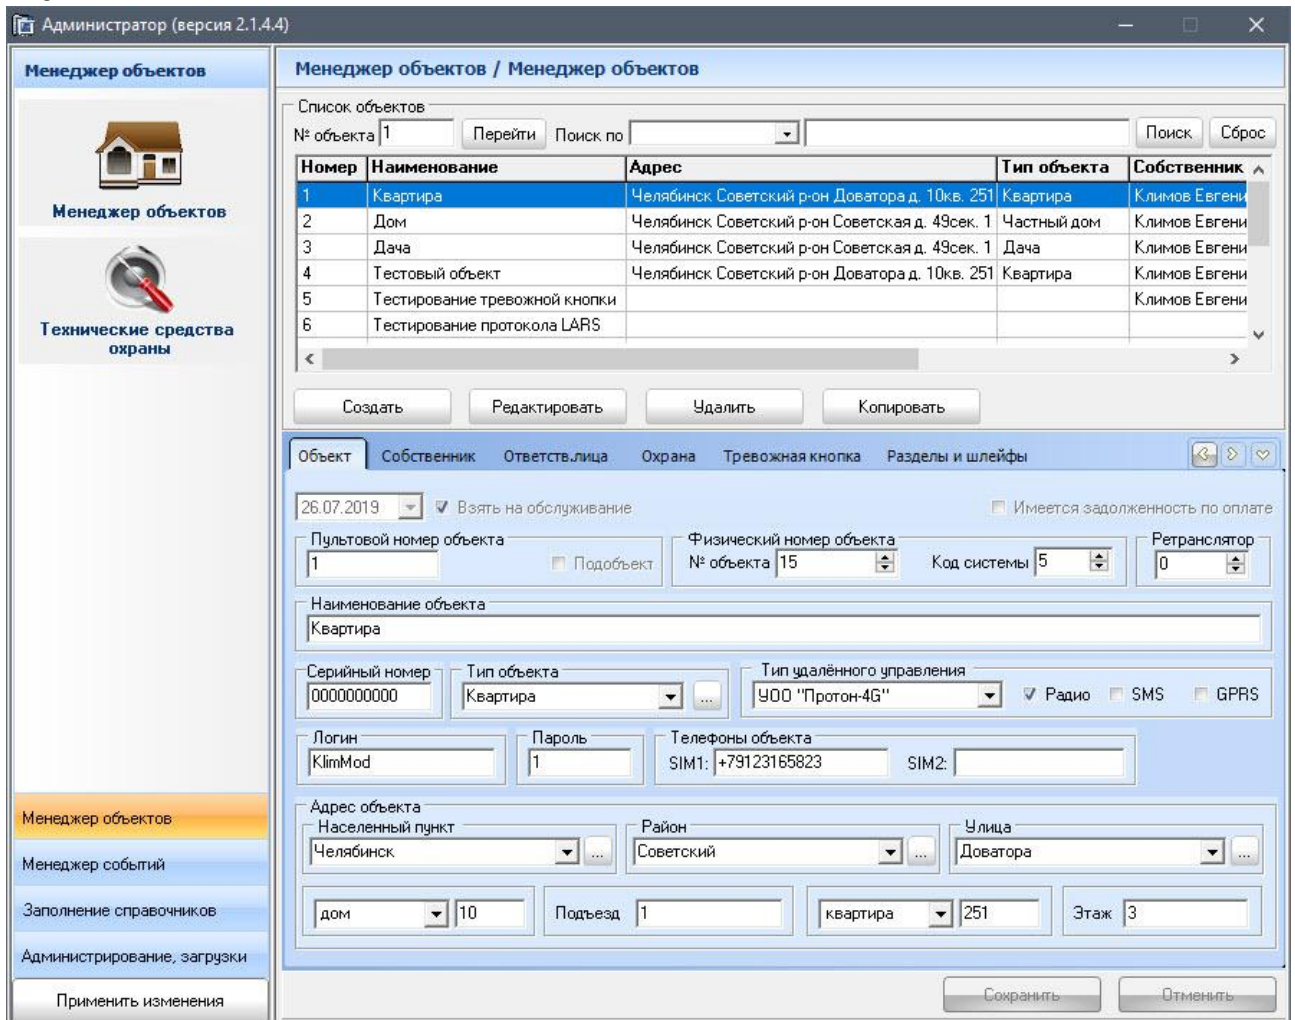 Администратор (версия 2.1.4.4)
Менеджер объектов
Менеджер объектов / Менеджер объектов
Менеджер объектов
Технические средства
охраны
Менеджер объектов
Менеджер событий
Заполнение справочников
Администрирование, загрузки
Применить изменения
Список объектов
№ объекта 1 Перейти Поиск по Поиск Сброс
Номер Наименование Адрес Тип объекта Собственник
1 Квартира Челябинск Советский р-он Доватора д. 10кв. 251 Квартира Климов Евгени
2 Дом Челябинск Советский р-он Советская д. 49сек. 1 Частный дом Климов Евгени
3 Дача Челябинск Советский р-он Советская д. 49сек. 1 Дача Климов Евгени
4 Тестовый объект Челябинск Советский р-он Доватора д. 10кв. 251 Квартира Климов Евгени
5 Тестирование тревожной кнопки Климов Евгени
6 Тестирование протокола LARS
Создать Редактировать Удалить Копировать
Объект Собственник Ответств.лица Охрана Тревожная кнопка Разделы и шлейфы
26.07.2019 Взять на обслуживание Имеется задолженность по оплате
Пультовой номер объекта Физический номер объекта Ретранслятор
1 Подобъект № объекта 15 Код системы 5 0
Наименование объекта
Квартира
Серийный номер Тип объекта Тип удалённого управления
0000000000 Квартира ... УОО "Протон-4G" Радио SMS GPRS
Логин Пароль Телефоны объекта
KlimMod 1 SIM1: +79123165823 SIM2:
Адрес объекта
Населенный пункт Район Улица
Челябинск ... Советский ... Доватора ...
дом 10 Подъезд 1 квартира 251 Этаж 3
Сохранить Отменить